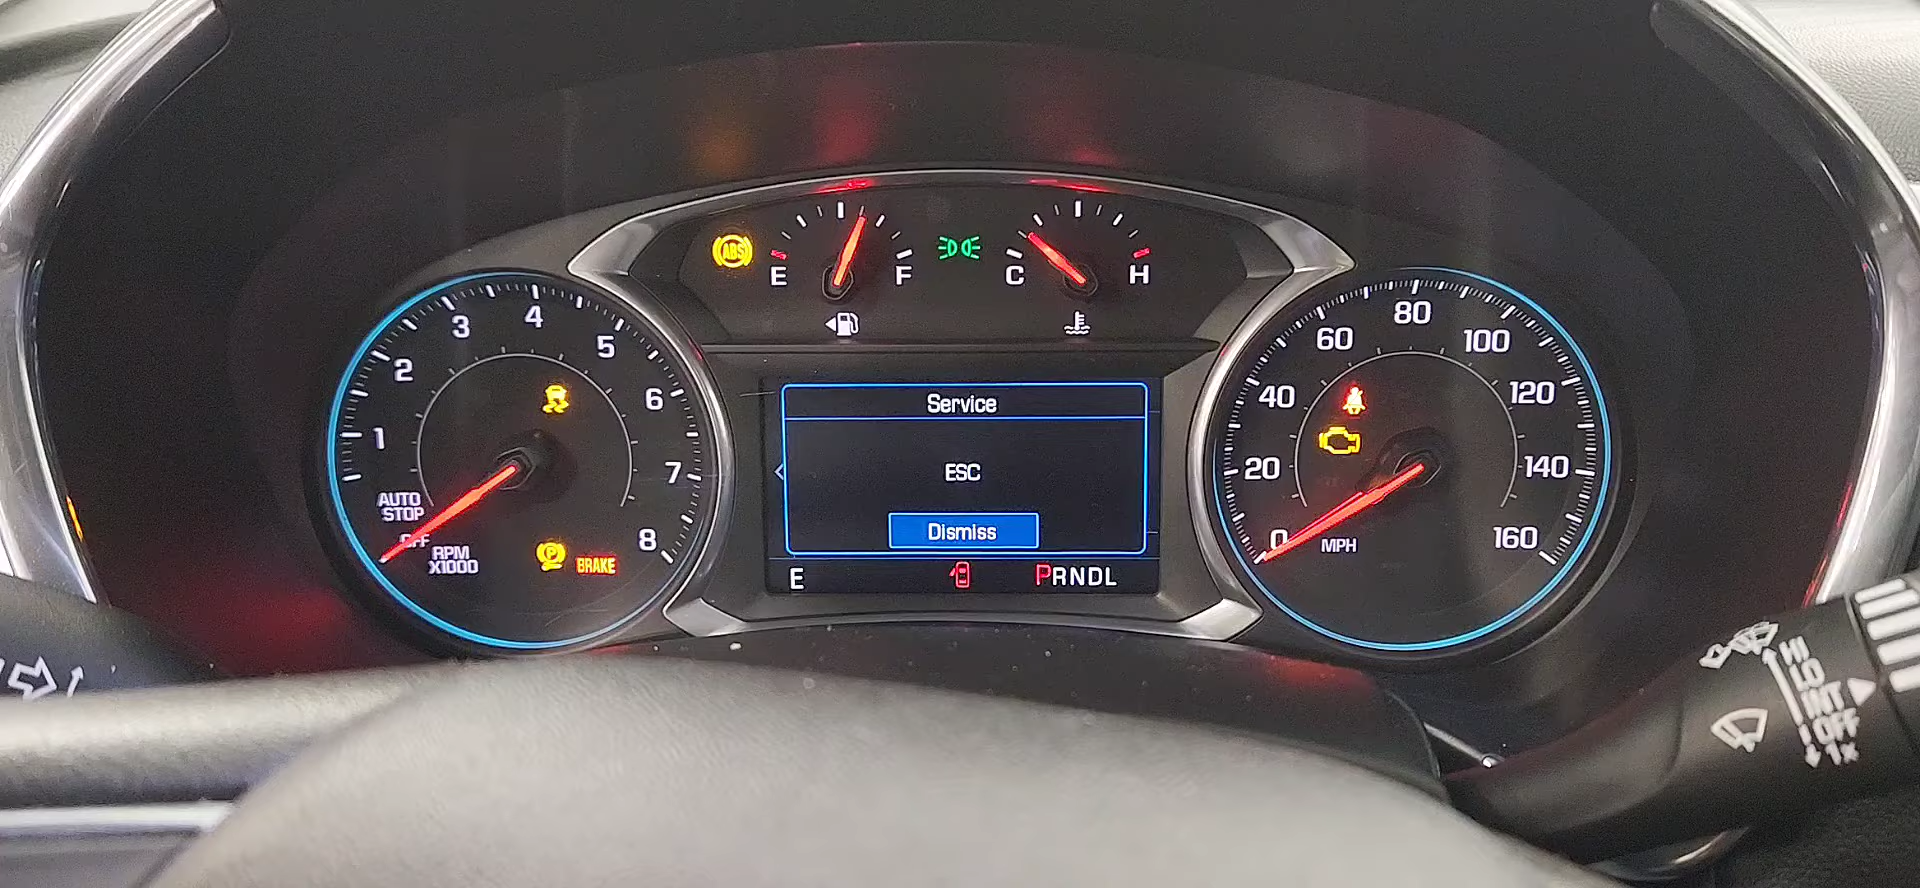 ABS
E
F
C
H
1
2
3
4
5
6
7
8
AUTO
STOP
OFF
RPM
X1000
P
BRAKE
Service
ESC
Dismiss
E
PRNDL
0
20
40
60
80
100
120
140
160
MPH
HI
LO
INT
OFF
1x